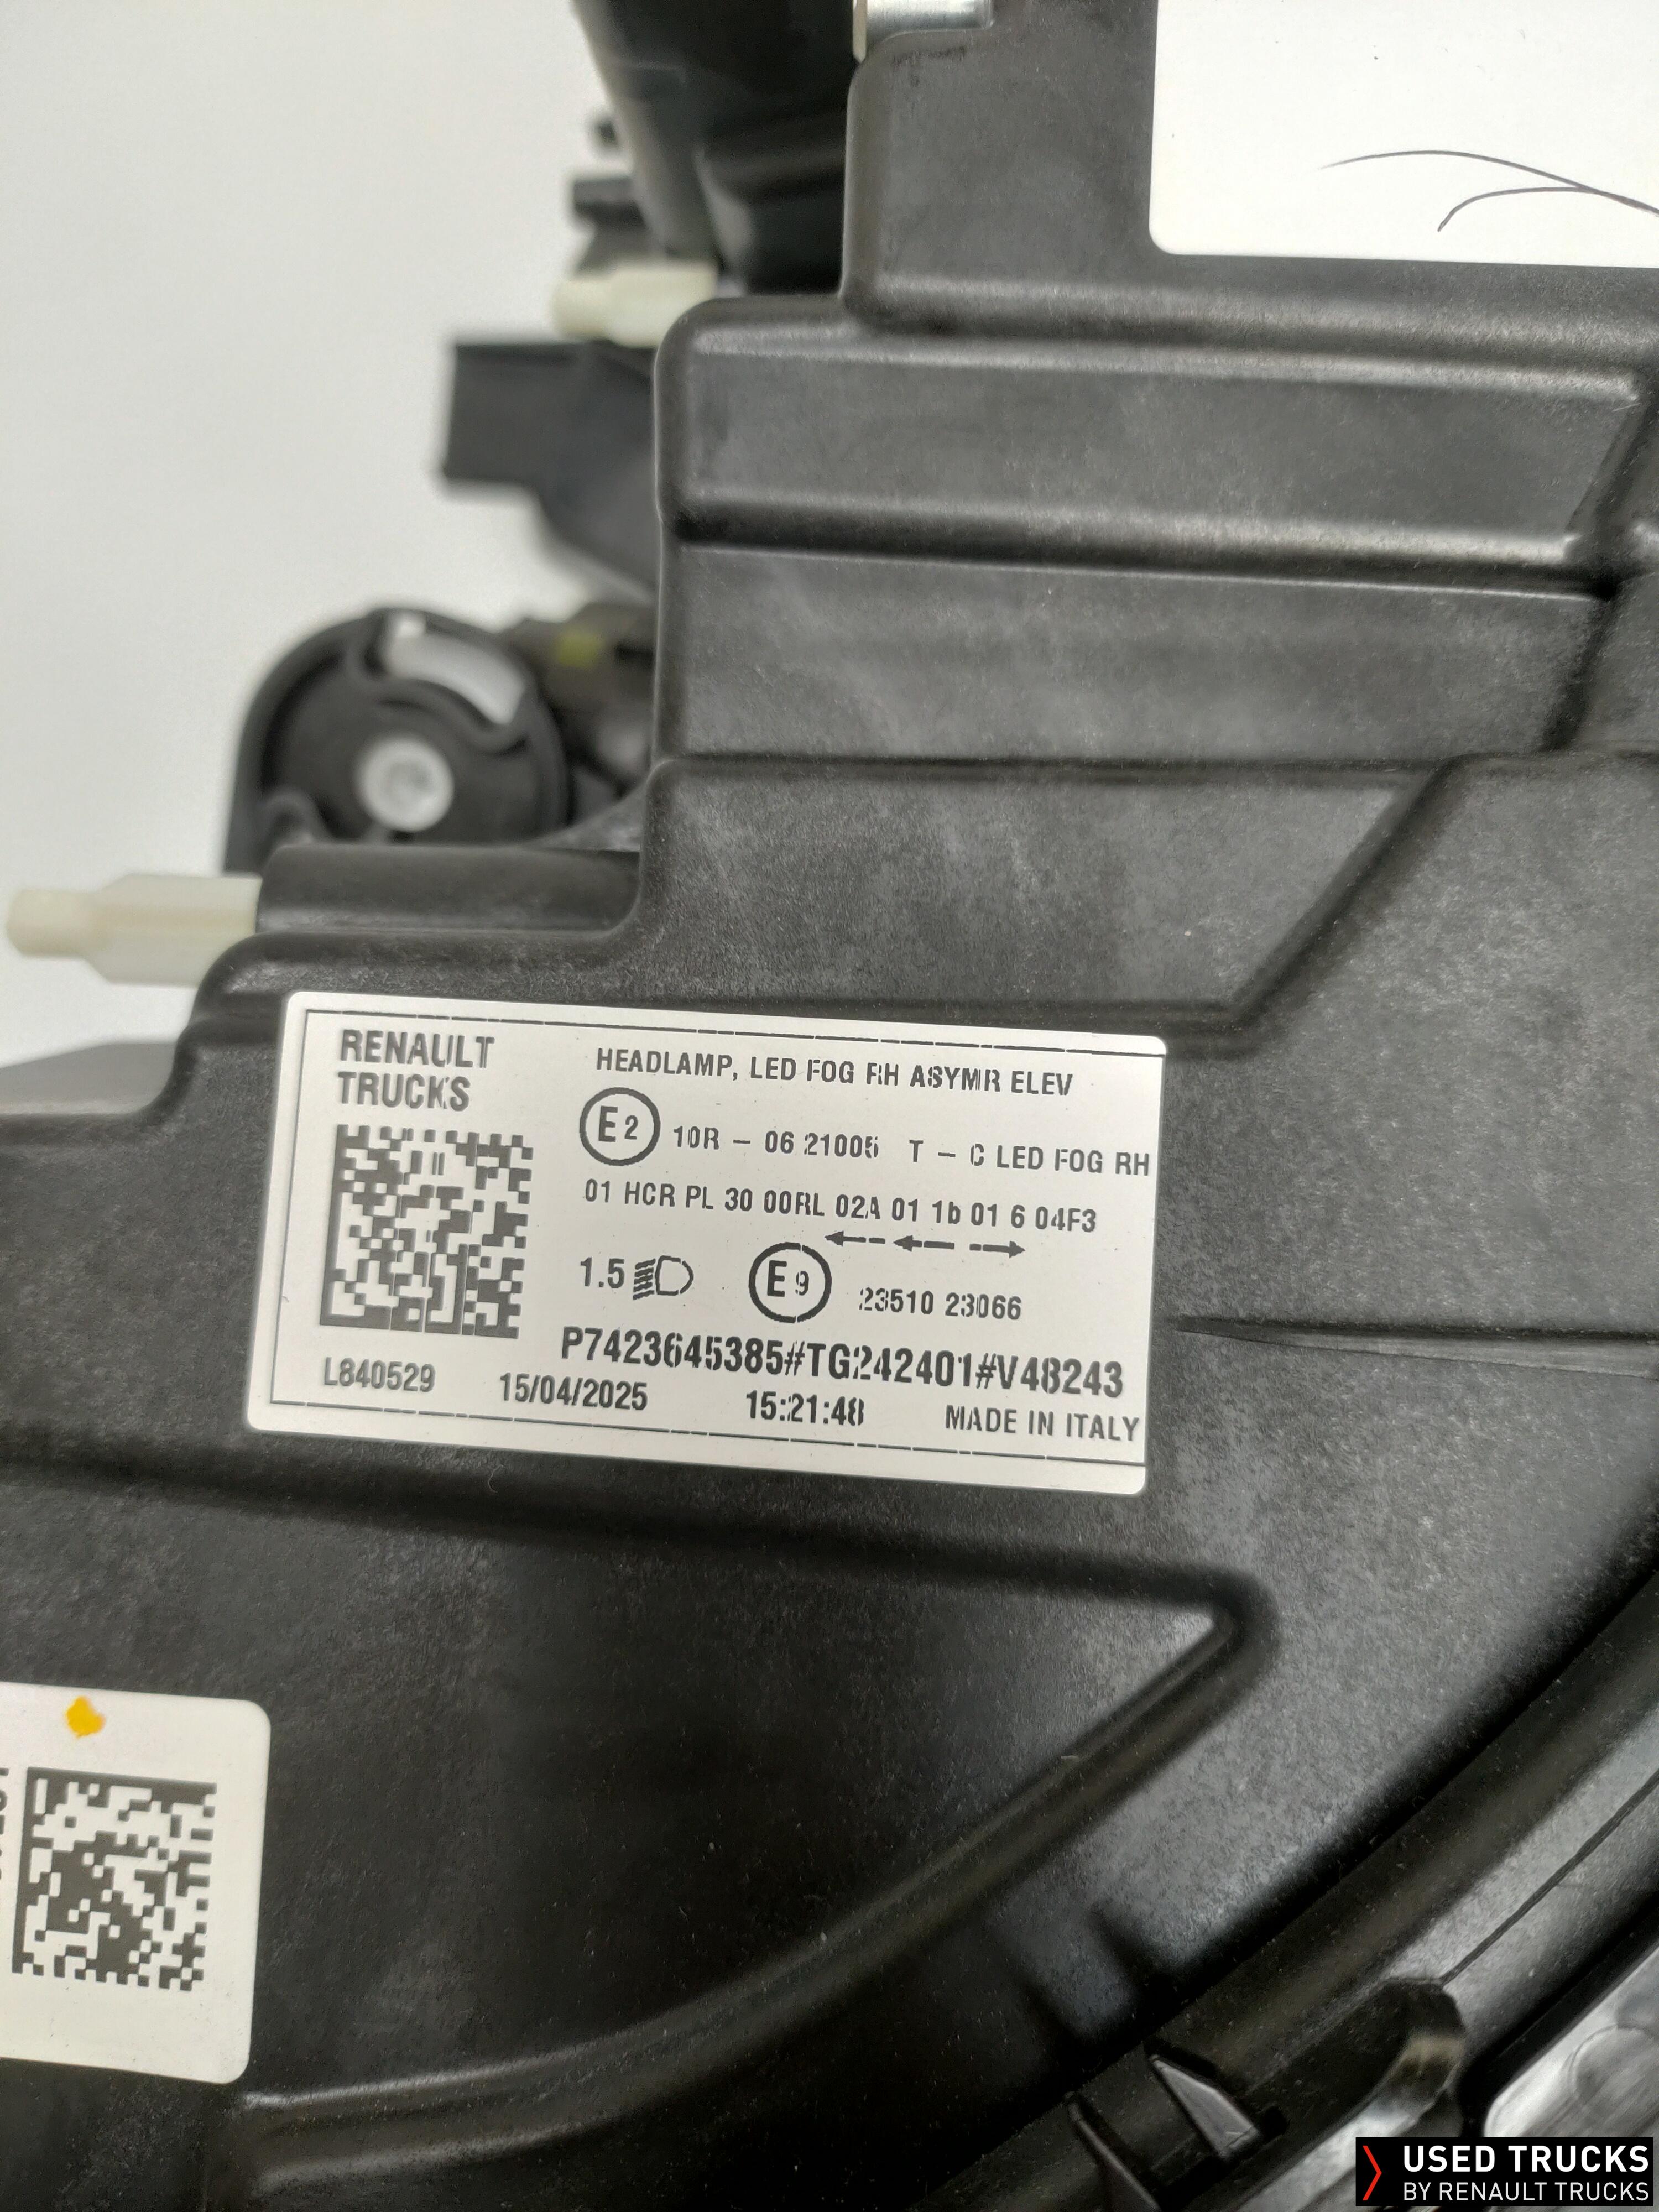 RENAULT
TRUCKS
HEADLAMP, LED FOG RH ASYMR ELEV
E2 10R - 06 21005 T - C LED FOG RH
01 HCR PL 30 00RL 02A 01 1b 01 6 04F3
1.5 E9 23510 23066
P7423645385#TG242401#V48243
L840529 15/04/2025 15:21:48 MADE IN ITALY
USED TRUCKS
BY RENAULT TRUCKS